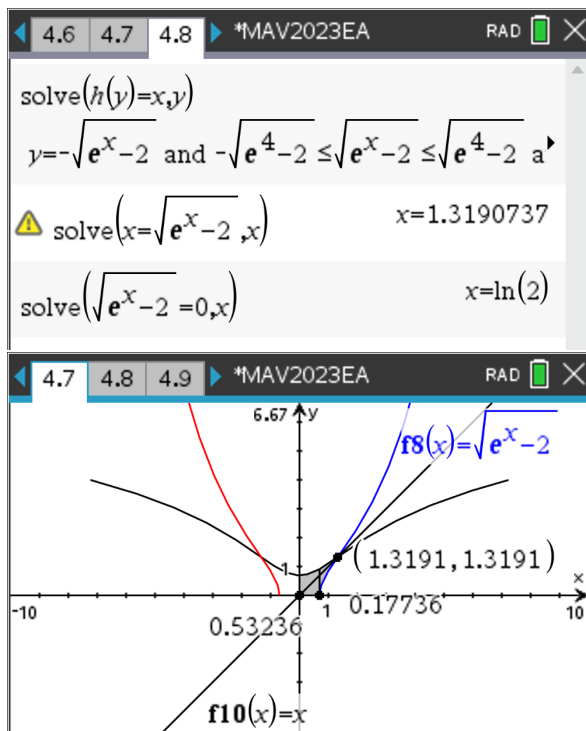 4.6 4.7 4.8 *MAV2023EA RAD
solve(h(y)=x,y)
y=-√(e^x-2) and -√(e^4-2) ≤√(e^x-2) ≤√(e^4-2) a
solve(x=√(e^x-2),x) x=1.3190737
solve(√(e^x-2)=0,x) x=ln(2)
4.7 4.8 4.9 *MAV2023EA RAD
6.67 y
f8(x)=√(e^x-2)
1 (1.3191,1.3191)
x
-10 1 0.17736 10
0.53236
f10(x)=x